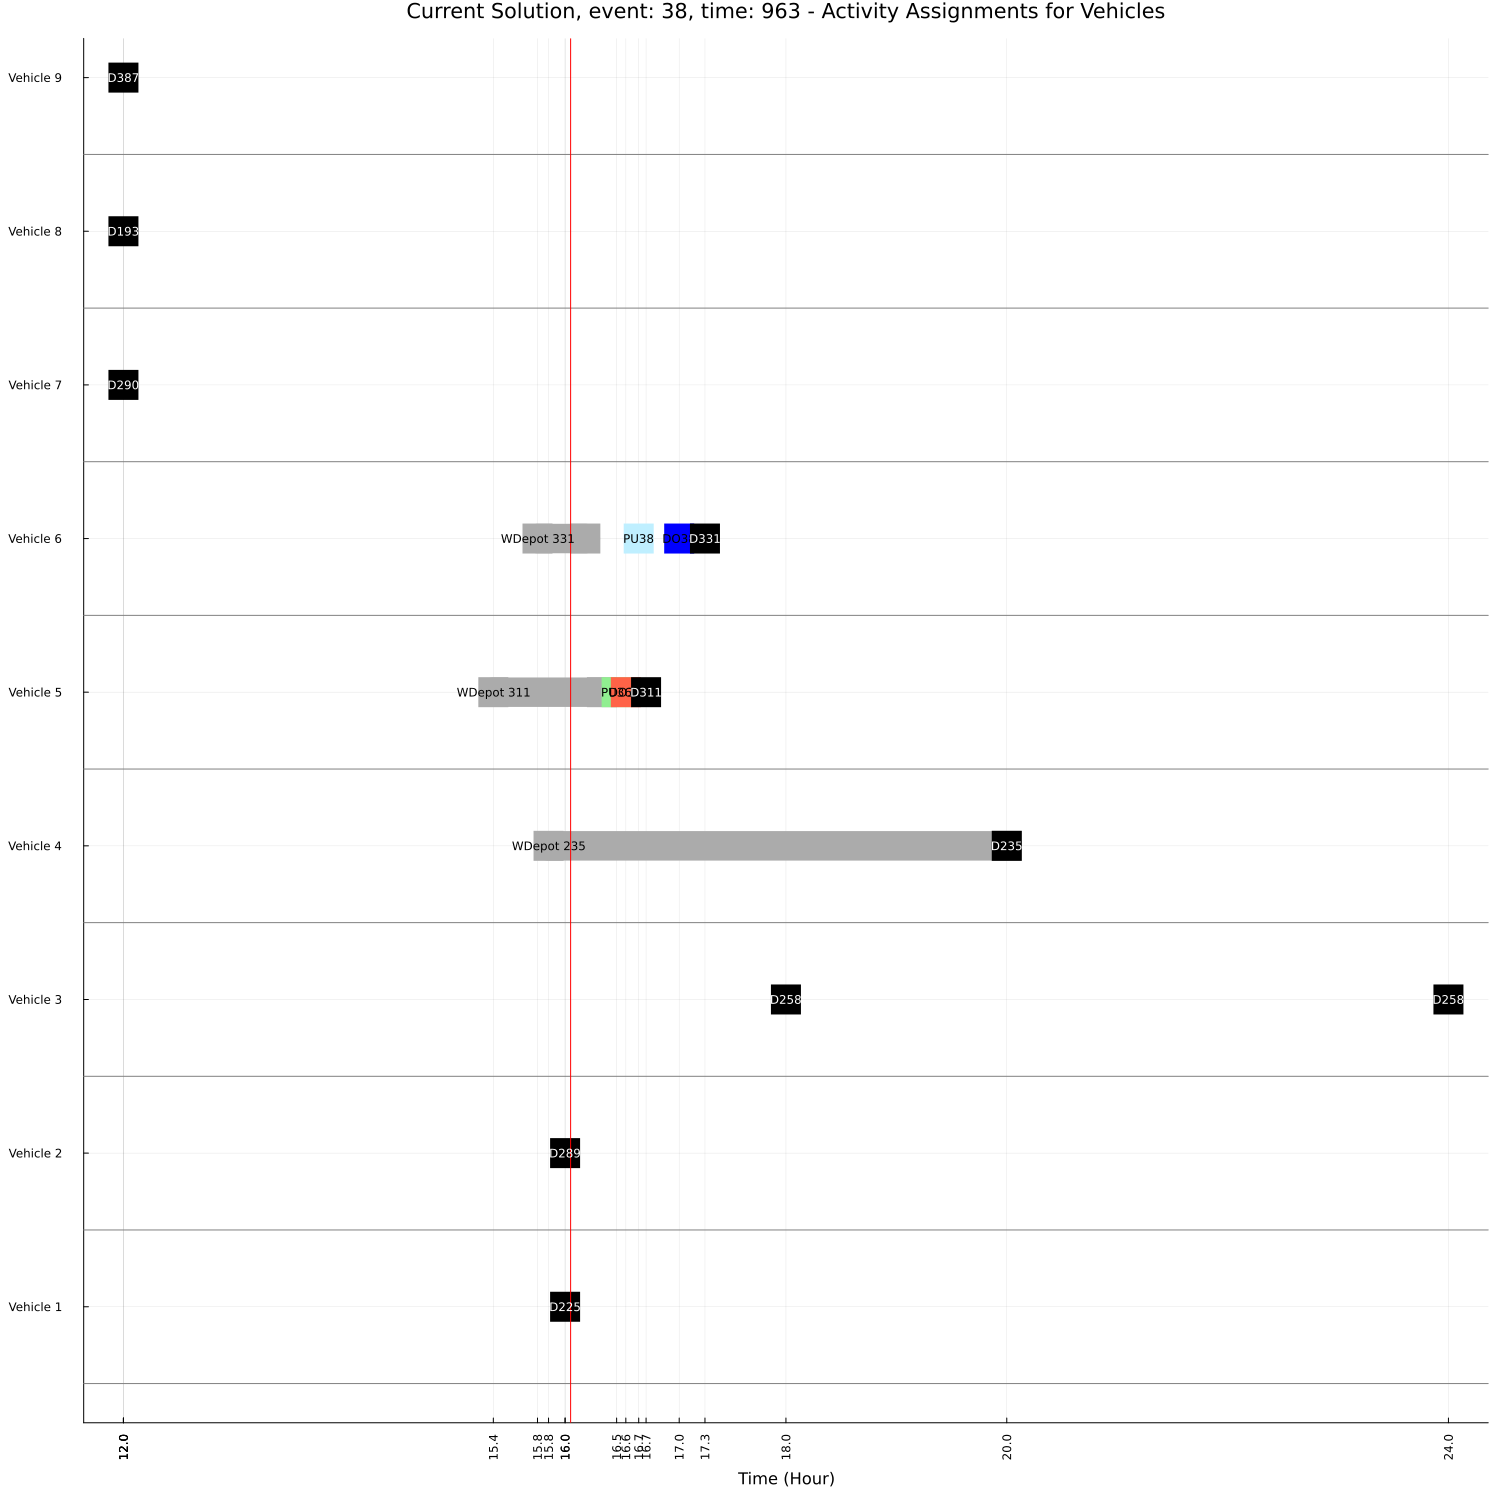 Current Solution, event: 38, time: 963 - Activity Assignments for Vehicles
Vehicle 9
D387
Vehicle 8
D193
Vehicle 7
D290
Vehicle 6
WDepot 331
PU38
D331
Vehicle 5
WDepot 311
D311
Vehicle 4
WDepot 235
D235
Vehicle 3
D258
D258
Vehicle 2
D289
Vehicle 1
D225
12.0
15.4
15.8
15.8
16.0
16.5
16.6
16.7
16.7
17.0
17.3
18.0
20.0
24.0
Time (Hour)